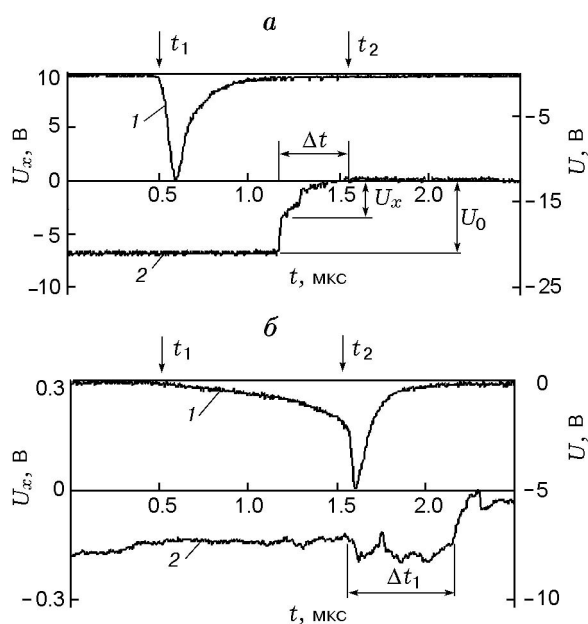 а
t₁ t₂
10 5 0 −5 −10
Uₓ, В
1
2
0.5 1.0 1.5 2.0
Δt
Uₓ
U₀
t, мкс
−5 −15 −25
U, В
б
t₁ t₂
0.3 0 −0.3
Uₓ, В
1
2
0.5 1.0 1.5 2.0
Δt₁
t, мкс
0 −5 −10
U, В